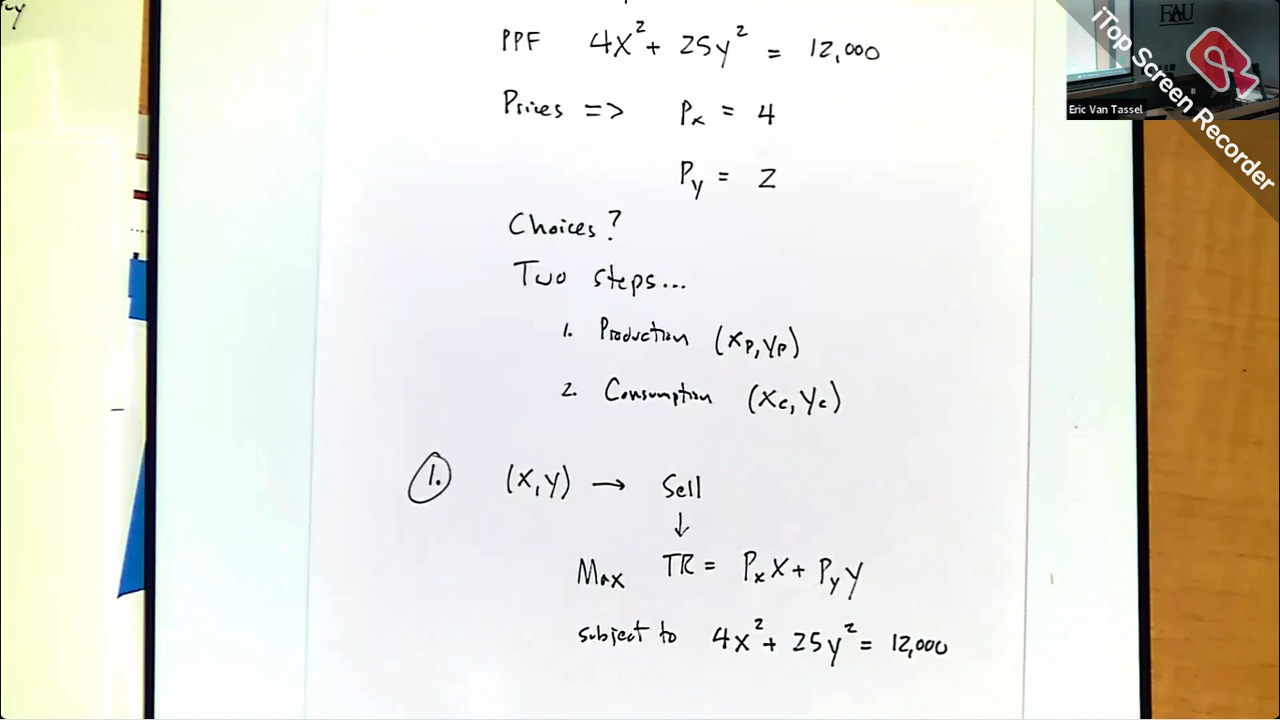 PPF 4x² + 25y² = 12,000
Prices => Px = 4
Py = 2
Choices?
Two steps...
1. Production (xp, yp)
2. Consumption (xc, yc)
1. (x, y) → Sell
↓
Max TR = Pxx + Pyy
subject to 4x² + 25y² = 12,000
FAU
Eric Van Tassel
iTop Screen Recorder